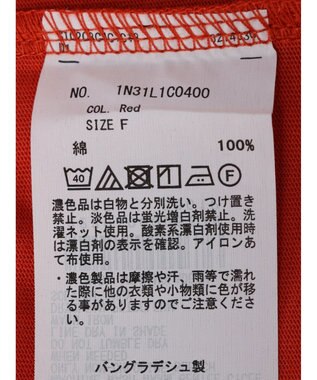 NO. 1N31L1C0400
COL. Red
SIZE F
綿 100%
40 F
濃色品は白物と分別洗い。つけ置き
禁止。淡色品は蛍光増白剤禁止。洗
濯ネット使用。酸素系漂白剤使用時
は漂白剤の表示を確認。アイロンあ
て布使用。
・濃色製品は摩擦や汗、雨等で濡れ
た際に他の衣類や小物類に色が移
る事がありますのでご注意くださ
い。
バングラデシュ製